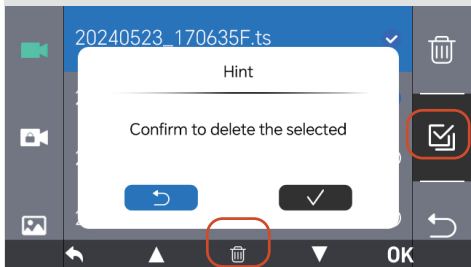 20240523_170635F.ts
Hint
Confirm to delete the selected
OK